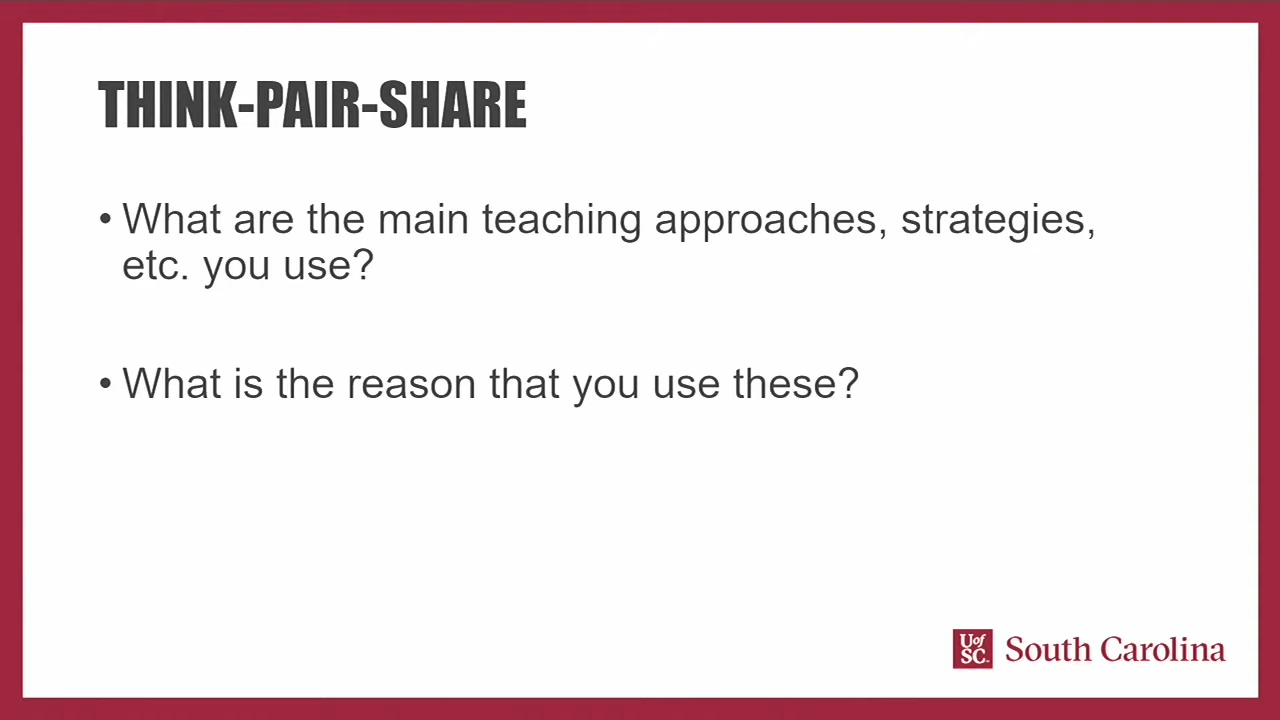 THINK-PAIR-SHARE
• What are the main teaching approaches, strategies,
etc. you use?
• What is the reason that you use these?
UofSC South Carolina